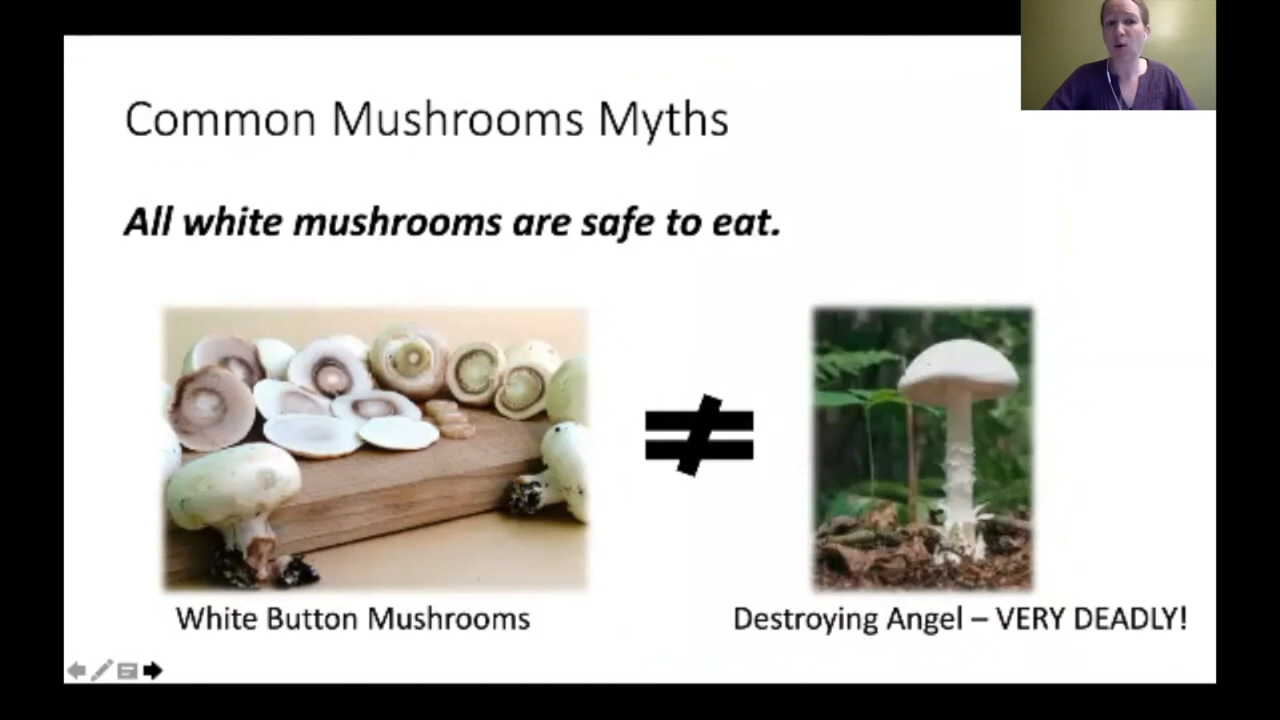 Common Mushrooms Myths
All white mushrooms are safe to eat.
White Button Mushrooms
Destroying Angel – VERY DEADLY!